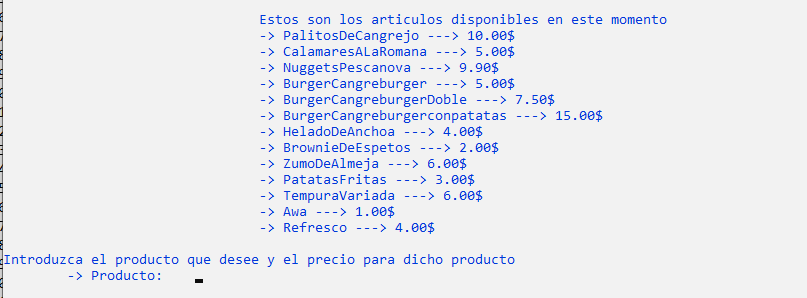 Estos son los articulos disponibles en este momento
-> PalitosDeCangrejo ---> 10.00$
-> CalamaresALaRomana ---> 5.00$
-> NuggetsPescanova ---> 9.90$
-> BurgerCangreburger ---> 5.00$
-> BurgerCangreburgerDoble ---> 7.50$
-> BurgerCangreburgerconpatatas ---> 15.00$
-> HeladoDeAnchoa ---> 4.00$
-> BrownieDeEspetos ---> 2.00$
-> ZumoDeAlmeja ---> 6.00$
-> PatatasFritas ---> 3.00$
-> TempuraVariada ---> 6.00$
-> Awa ---> 1.00$
-> Refresco ---> 4.00$
Introduzca el producto que desee y el precio para dicho producto
-> Producto: